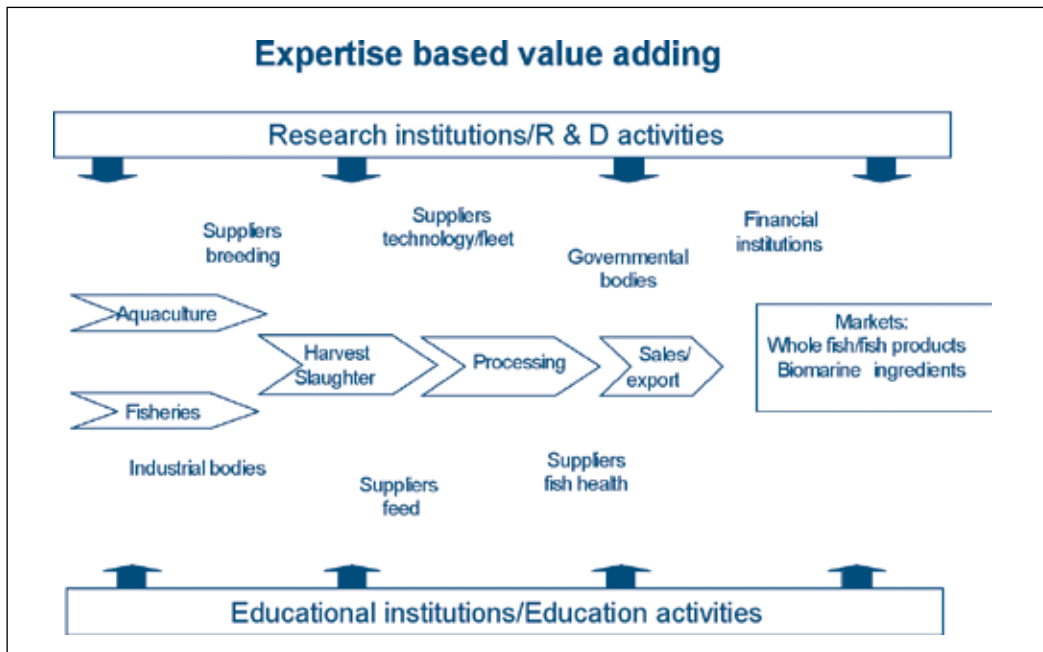 Expertise based value adding
Research institutions/R & D activities
Suppliers
breeding
Suppliers
technology/fleet
Governmental
bodies
Financial
institutions
Aquaculture
Fisheries
Harvest
Slaughter
Processing
Sales/
export
Markets:
Whole fish/fish products
Biomarine ingredients
Industrial bodies
Suppliers
feed
Suppliers
fish health
Educational institutions/Education activities